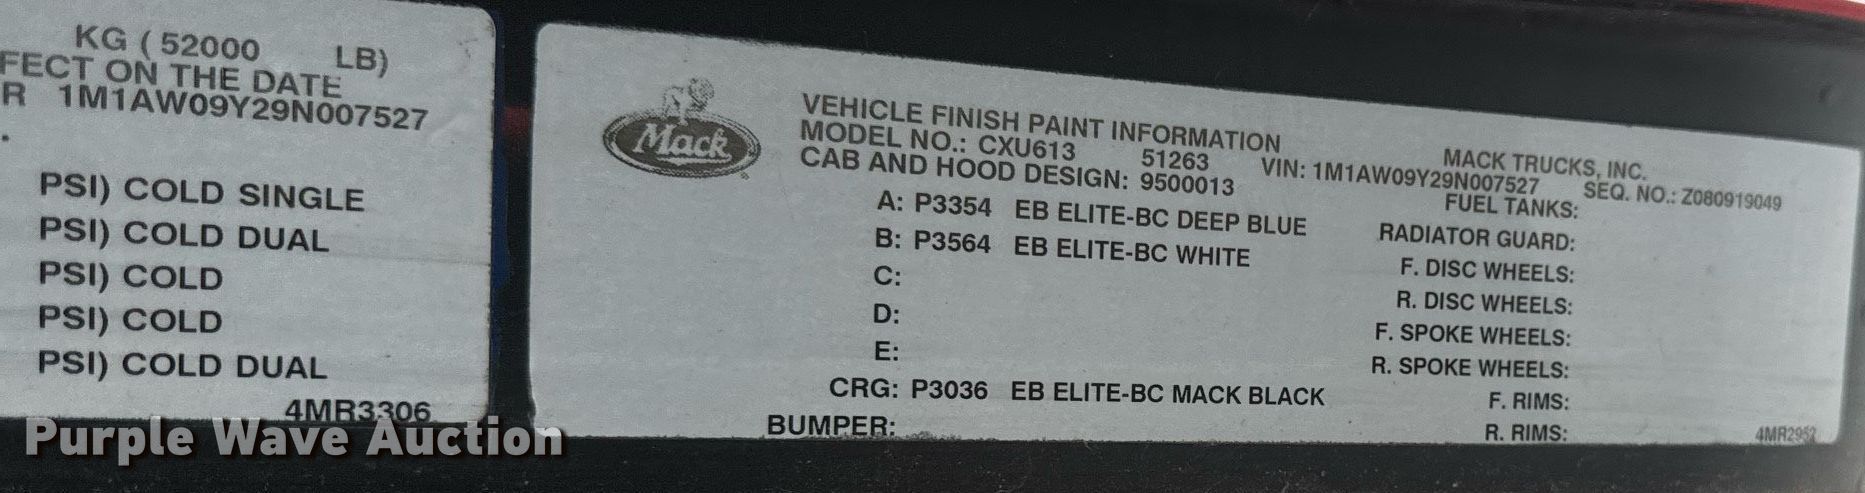 KG ( 52000 LB)
FECT ON THE DATE
R 1M1AW09Y29N007527
.
PSI) COLD SINGLE
PSI) COLD DUAL
PSI) COLD
PSI) COLD
PSI) COLD DUAL
4MR3306
Mack
VEHICLE FINISH PAINT INFORMATION MACK TRUCKS, INC.
MODEL NO.: CXU613 51263 VIN: 1M1AW09Y29N007527 SEQ. NO.: Z080919049
CAB AND HOOD DESIGN: 9500013 FUEL TANKS:
A: P3354 EB ELITE-BC DEEP BLUE RADIATOR GUARD:
B: P3564 EB ELITE-BC WHITE F. DISC WHEELS:
C: R. DISC WHEELS:
D: F. SPOKE WHEELS:
E: R. SPOKE WHEELS:
CRG: P3036 EB ELITE-BC MACK BLACK F. RIMS:
BUMPER: R. RIMS:
4MR2952
Purple Wave Auction